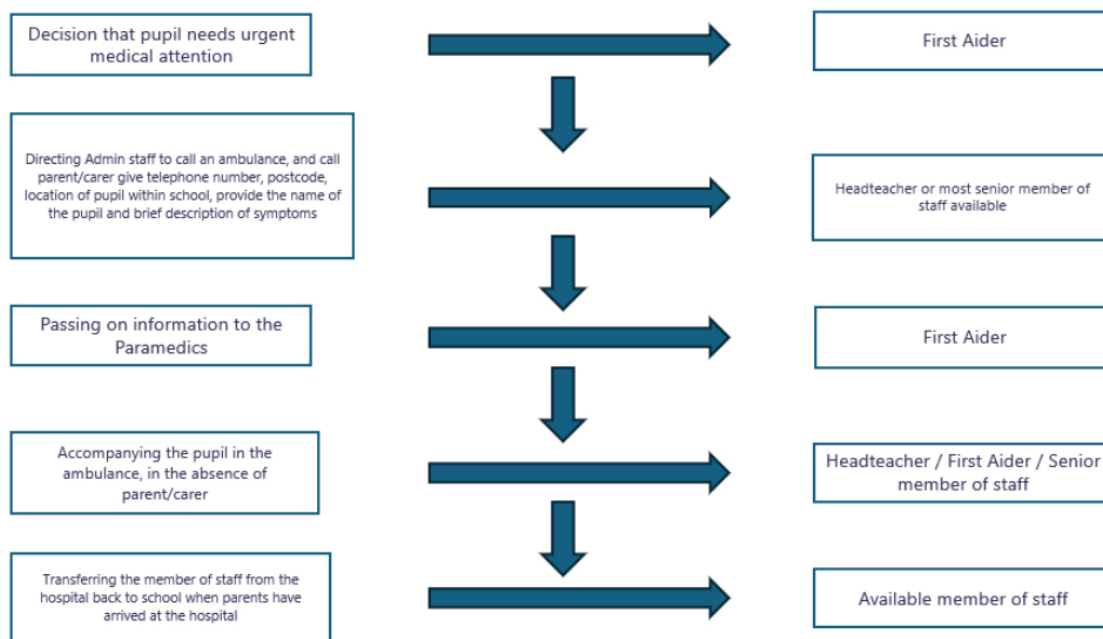 Decision that pupil needs urgent
medical attention
First Aider
Directing Admin staff to call an ambulance, and call
parent/carer give telephone number, postcode,
location of pupil within school, provide the name of
the pupil and brief description of symptoms
Headteacher or most senior member of
staff available
Passing on information to the
Paramedics
First Aider
Accompanying the pupil in the
ambulance, in the absence of
parent/carer
Headteacher / First Aider / Senior
member of staff
Transferring the member of staff from the
hospital back to school when parents have
arrived at the hospital
Available member of staff